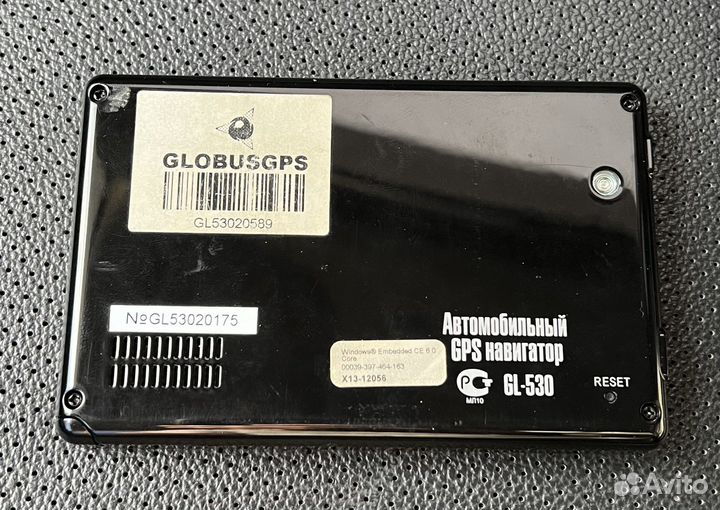 GLOBUSGPS
GL53020589
№GL53020175
Windows® Embedded CE 6.0
Core
00039-397-464-163
X13-12056
Автомобильный
GPS навигатор
GL-530
МП10
RESET
Avito